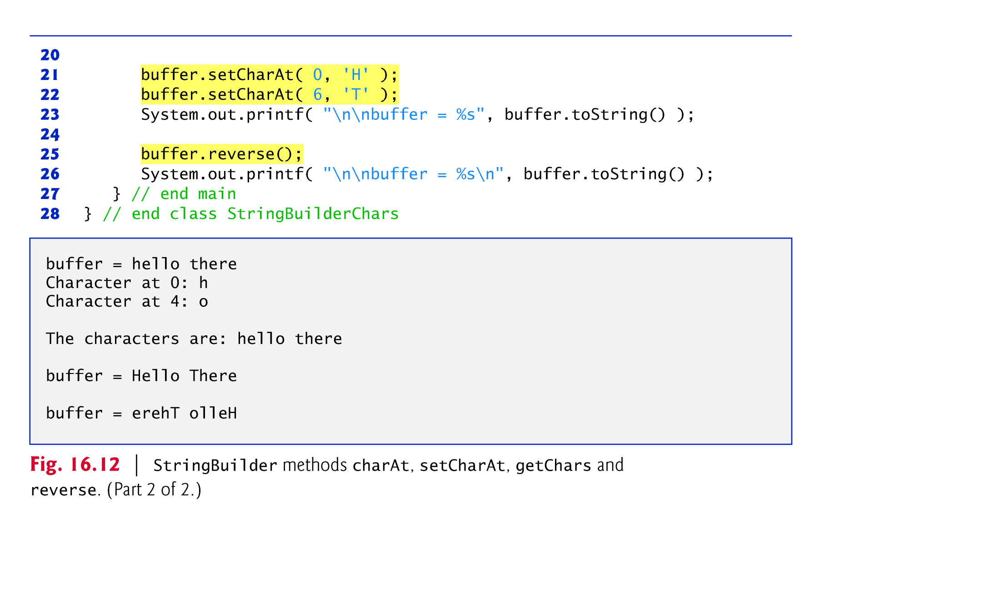 20
21 buffer.setCharAt( 0, 'H' );
22 buffer.setCharAt( 6, 'T' );
23 System.out.printf( "\n\nbuffer = %s", buffer.toString() );
24
25 buffer.reverse();
26 System.out.printf( "\n\nbuffer = %s\n", buffer.toString() );
27 } // end main
28 } // end class StringBuilderChars
buffer = hello there
Character at 0: h
Character at 4: o
The characters are: hello there
buffer = Hello There
buffer = erehT olleH
Fig. 16.12 | StringBuilder methods charAt, setCharAt, getChars and
reverse. (Part 2 of 2.)